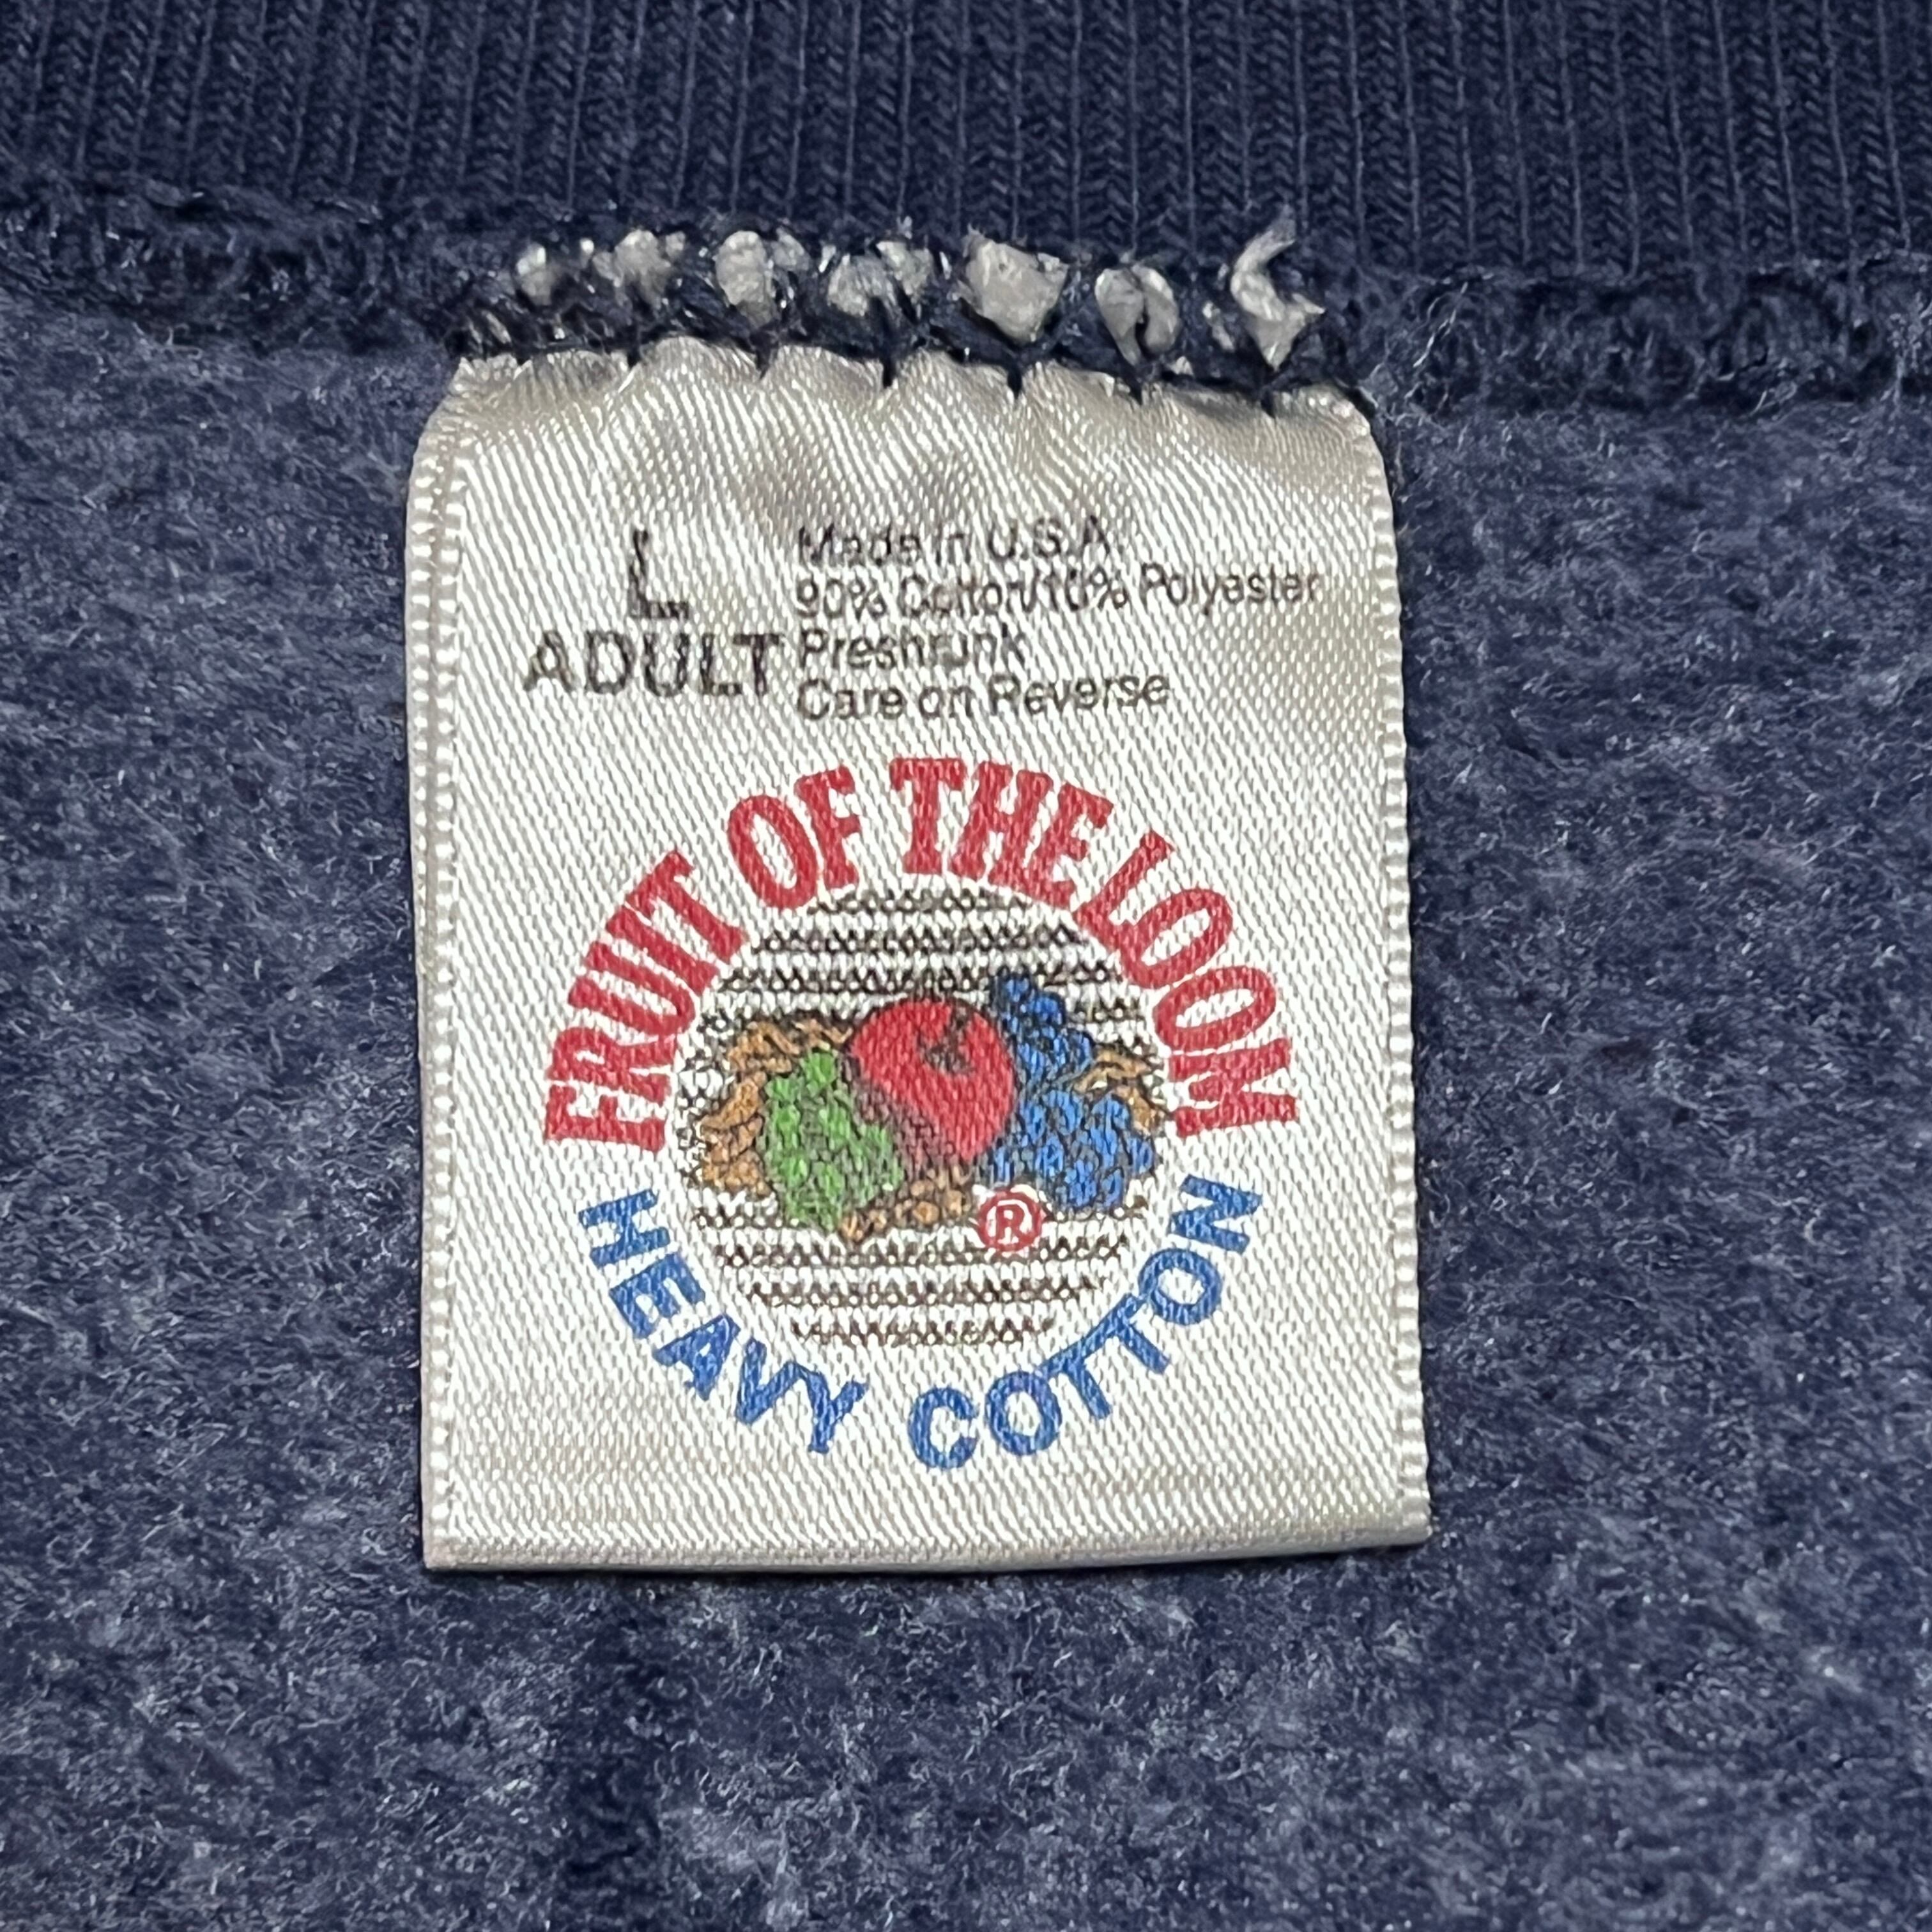 L
ADULT
Made in U.S.A.
90% Cotton/10% Polyester
Preshrunk
Care on Reverse
FRUIT OF THE LOOM
®
HEAVY COTTON